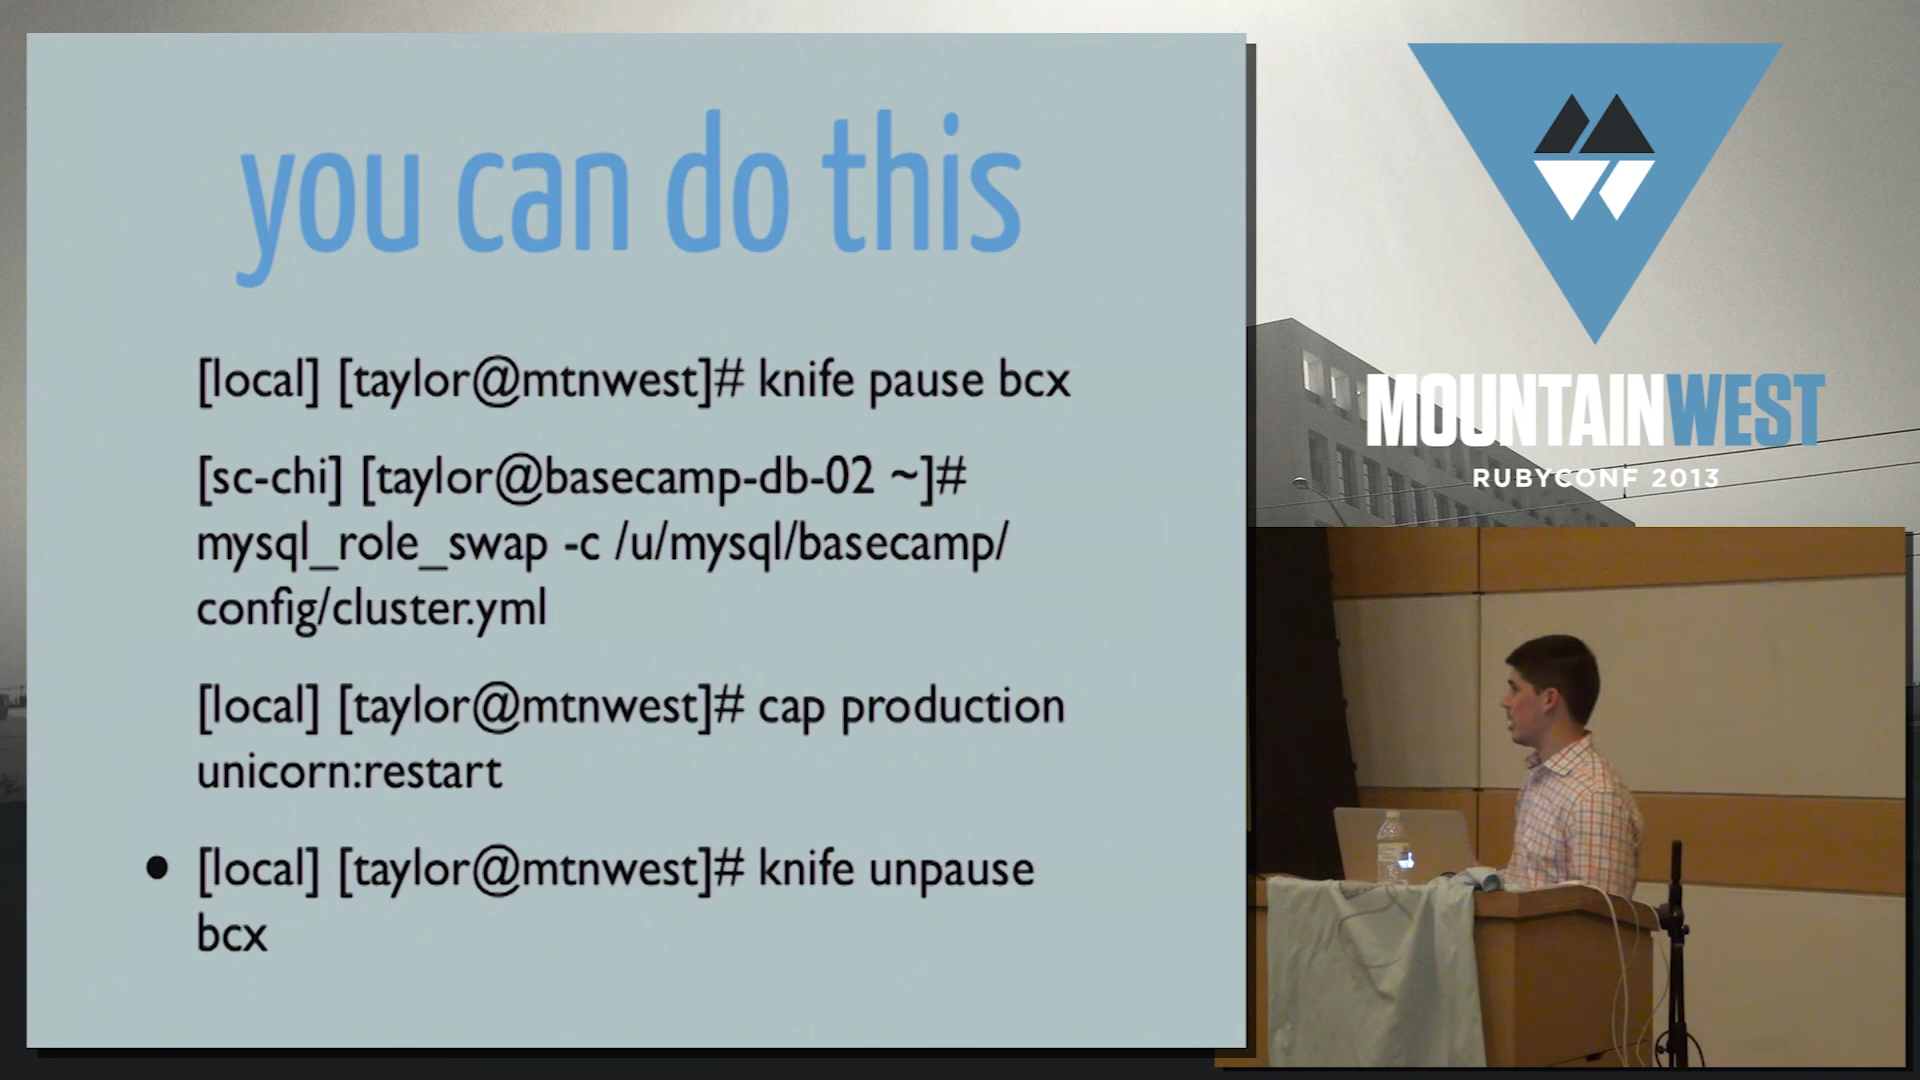 you can do this
[local] [taylor@mtnwest]# knife pause bcx
[sc-chi] [taylor@basecamp-db-02 ~]#
mysql_role_swap -c /u/mysql/basecamp/
config/cluster.yml
[local] [taylor@mtnwest]# cap production
unicorn:restart
• [local] [taylor@mtnwest]# knife unpause
bcx
MOUNTAINWEST
RUBYCONF 2013